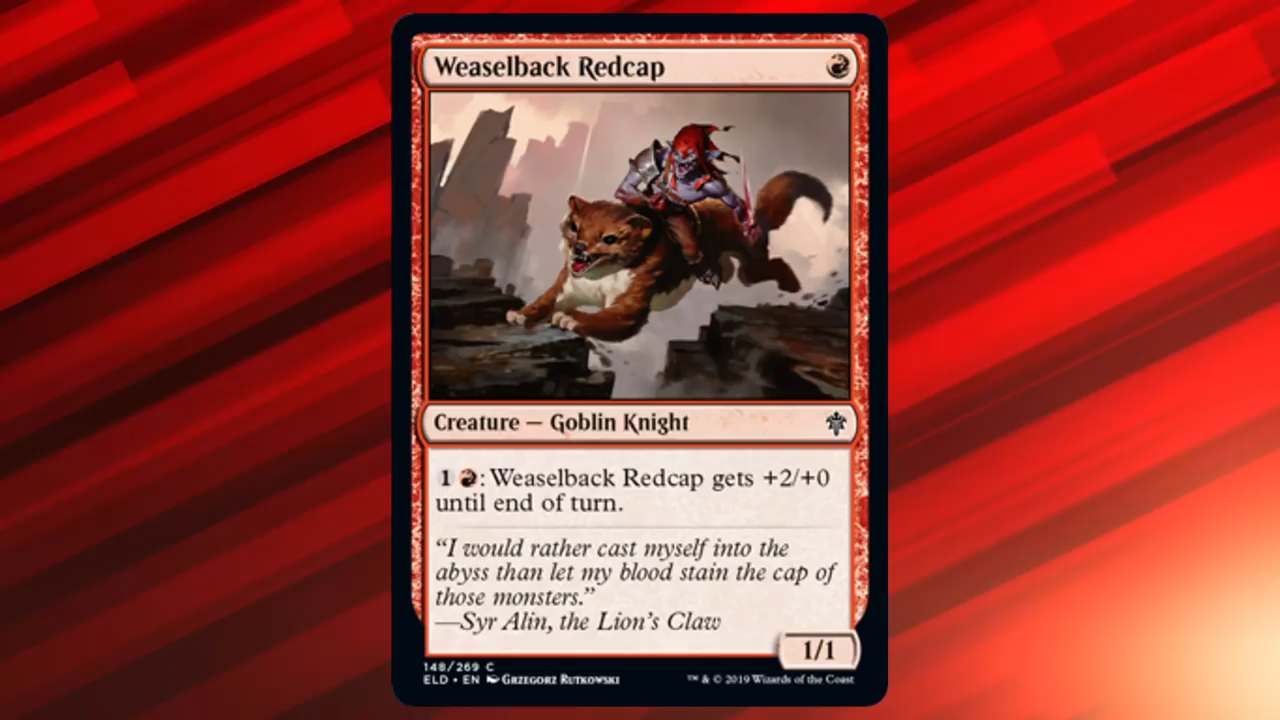 Weaselback Redcap
Creature — Goblin Knight
1 : Weaselback Redcap gets +2/+0
until end of turn.
“I would rather cast myself into the
abyss than let my blood stain the cap of
those monsters.”
—Syr Alin, the Lion’s Claw
1/1
148/269 C
ELD • EN Grzegorz Rutkowski
™ & © 2019 Wizards of the Coast